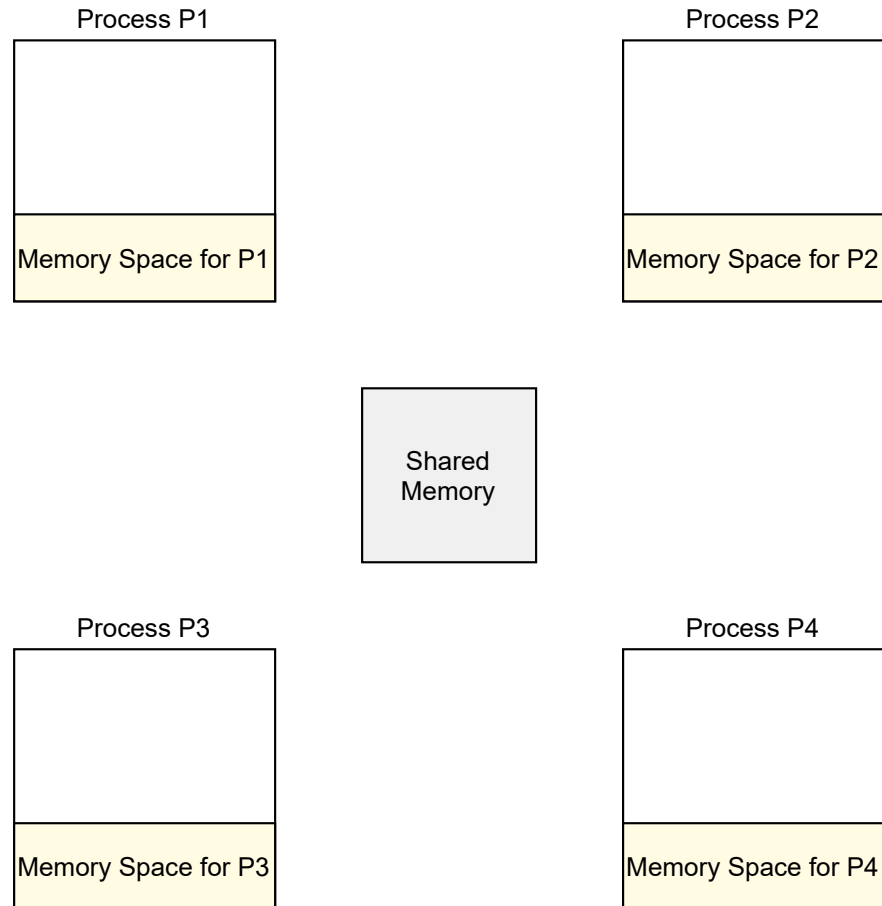 Process P1
Process P2
Memory Space for P1
Memory Space for P2
Shared
Memory
Process P3
Process P4
Memory Space for P3
Memory Space for P4